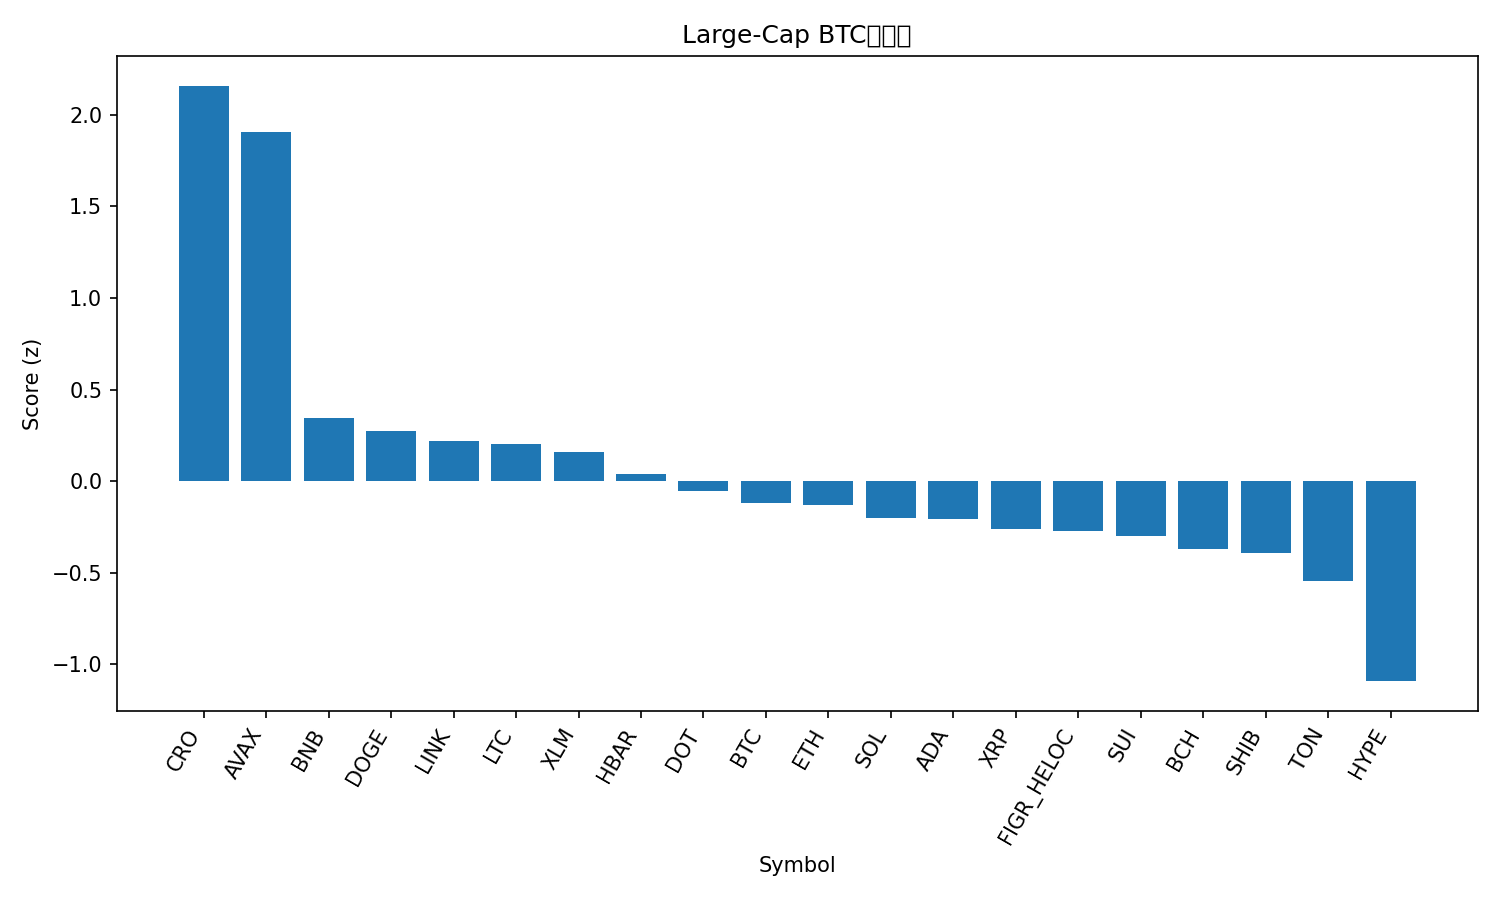 Large-Cap BTC
Score (z)
2.0
1.5
1.0
0.5
0.0
−0.5
−1.0
CRO
AVAX
BNB
DOGE
LINK
LTC
XLM
HBAR
DOT
BTC
ETH
SOL
ADA
XRP
FIGR_HELOC
SUI
BCH
SHIB
TON
HYPE
Symbol